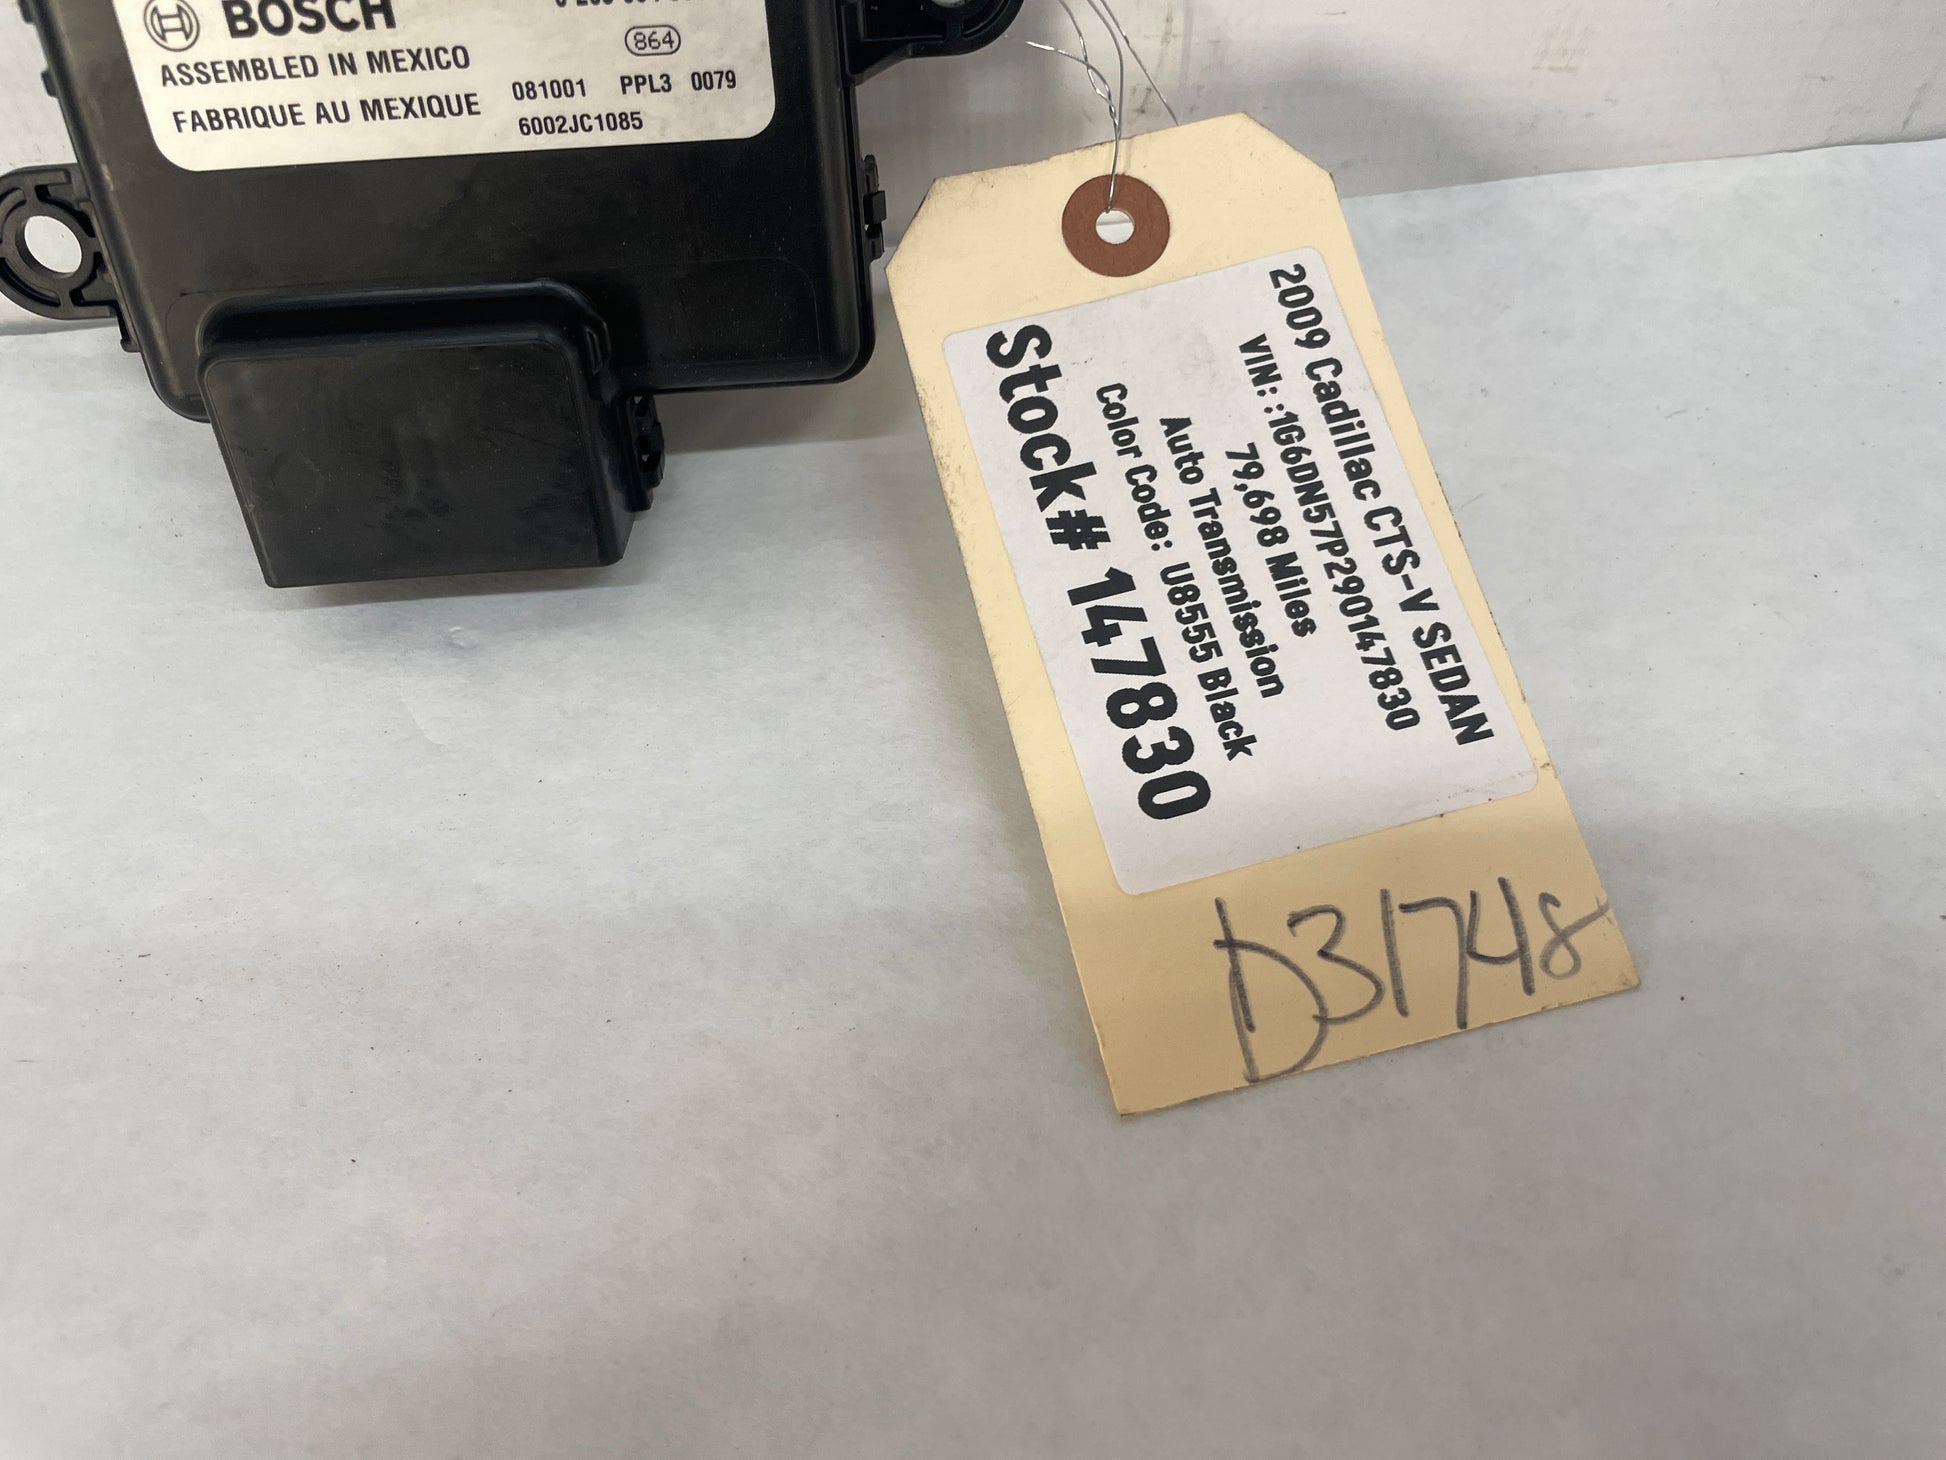 BOSCH
864
ASSEMBLED IN MEXICO
FABRIQUE AU MEXIQUE
081001 PPL3 0079
6002JC1085
2009 Cadillac CTS-V SEDAN
VIN: :1G6DN57P290147830
79,698 Miles
Auto Transmission
Color Code: U8555 Black
Stock# 147830
D31748